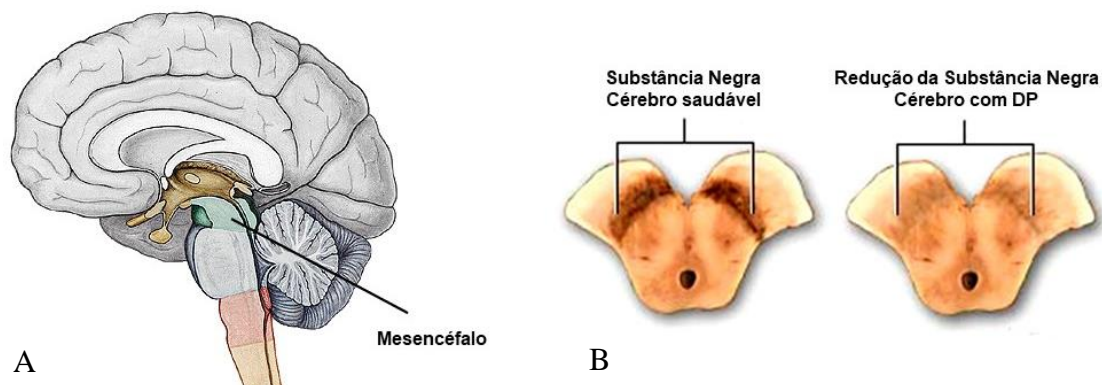 Mesencéfalo
A
Substância Negra
Cérebro saudável
Redução da Substância Negra
Cérebro com DP
B